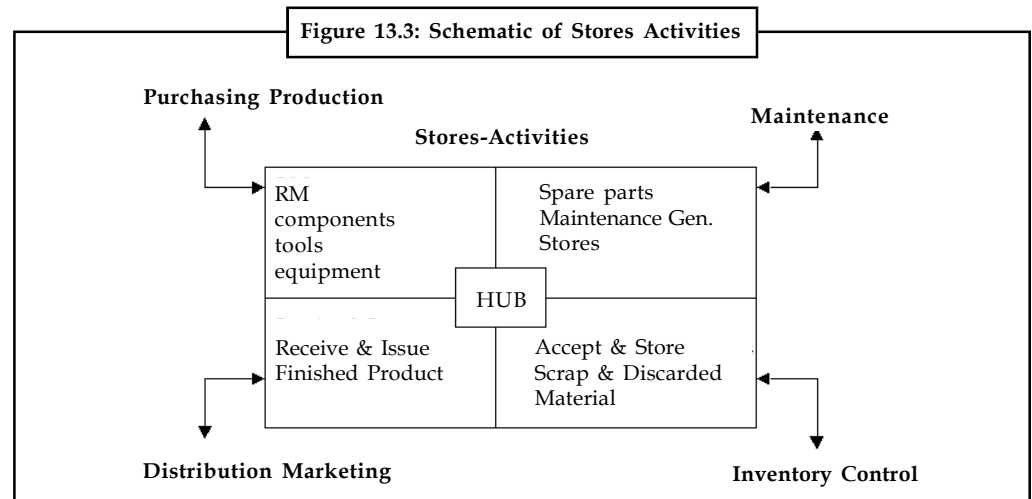 Figure 13.3: Schematic of Stores Activities
Purchasing Production
Maintenance
Stores-Activities
RM
components
tools
equipment
Spare parts
Maintenance Gen.
Stores
HUB
Receive & Issue
Finished Product
Accept & Store
Scrap & Discarded
Material
Distribution Marketing
Inventory Control